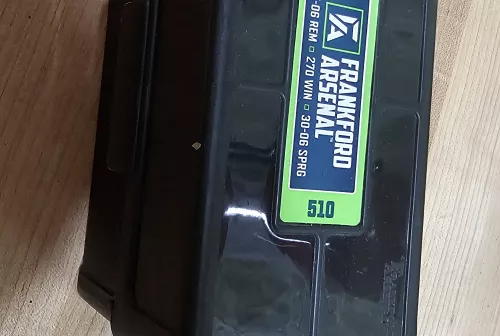 FRANKFORD
ARSENAL
-06 REM ▫ 270 WIN ▫ 30-06 SPRG
510